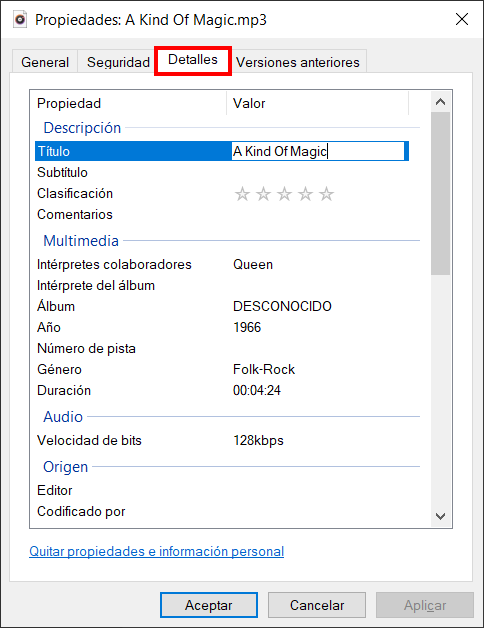 Propiedades: A Kind Of Magic.mp3
General Seguridad Detalles Versiones anteriores
Propiedad Valor
Descripción
Título A Kind Of Magic
Subtítulo
Clasificación
Comentarios
Multimedia
Intérpretes colaboradores Queen
Intérprete del álbum
Álbum DESCONOCIDO
Año 1966
Número de pista
Género Folk-Rock
Duración 00:04:24
Audio
Velocidad de bits 128kbps
Origen
Editor
Codificado por
Quitar propiedades e información personal
Aceptar Cancelar Aplicar